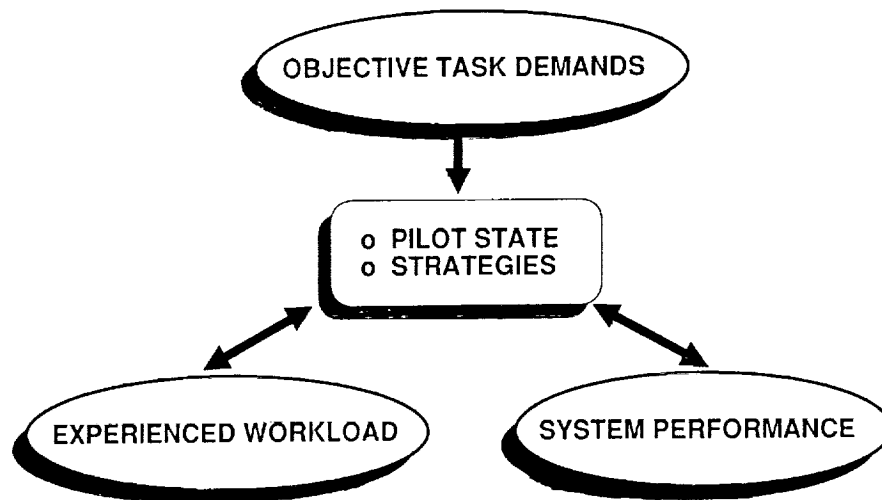 OBJECTIVE TASK DEMANDS
o PILOT STATE
o STRATEGIES
EXPERIENCED WORKLOAD
SYSTEM PERFORMANCE